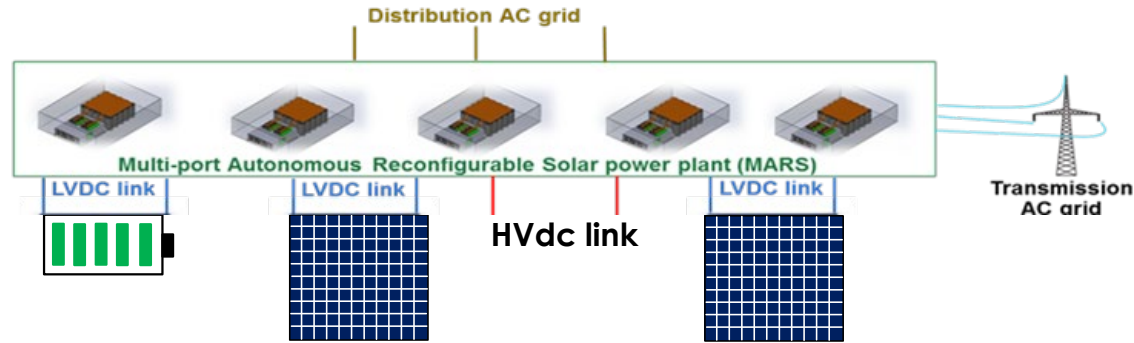 Distribution AC grid
Multi-port Autonomous Reconfigurable Solar power plant (MARS)
LVDC link
LVDC link
LVDC link
HVdc link
Transmission
AC grid